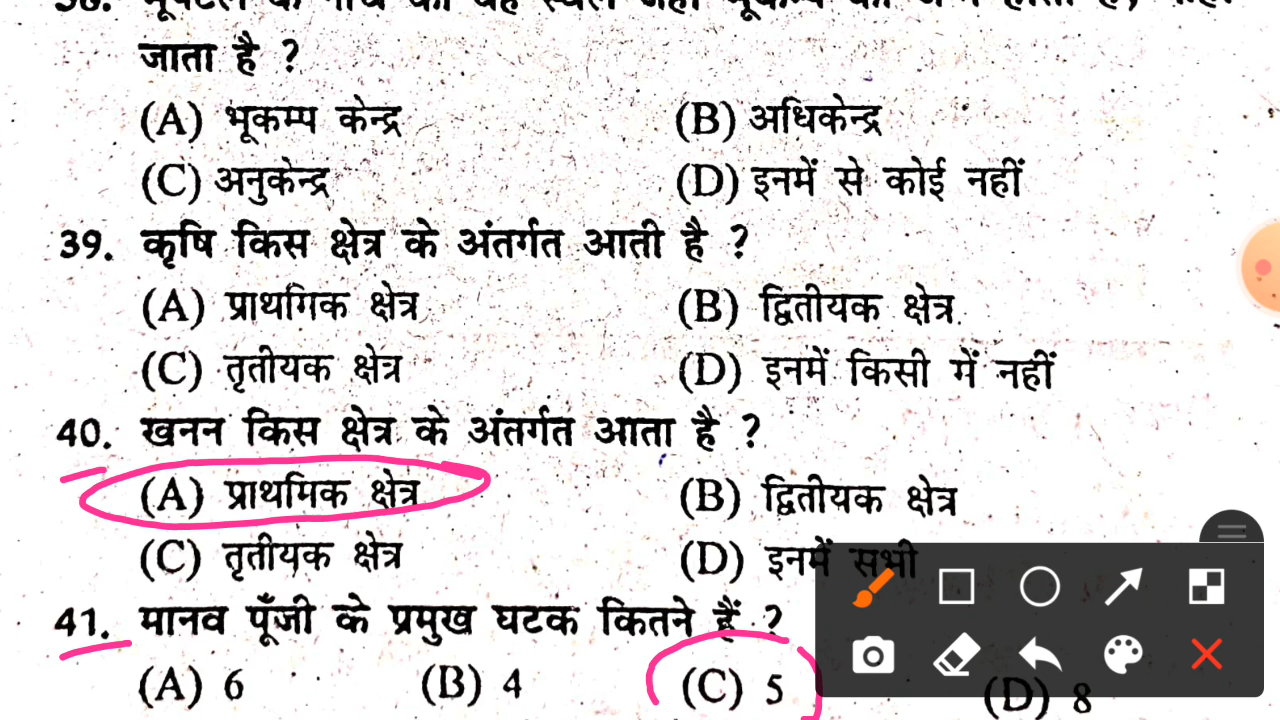 जाता है ?
(A) भूकम्प केन्द्र (B) अधिकेन्द्र
(C) अनुकेन्द्र (D) इनमें से कोई नहीं
39. कृषि किस क्षेत्र के अंतर्गत आती है ?
(A) प्राथमिक क्षेत्र (B) द्वितीयक क्षेत्र
(C) तृतीयक क्षेत्र (D) इनमें किसी में नहीं
40. खनन किस क्षेत्र के अंतर्गत आता है ?
(A) प्राथमिक क्षेत्र (B) द्वितीयक क्षेत्र
(C) तृतीयक क्षेत्र (D) इनमें सभी
41. मानव पूँजी के प्रमुख घटक कितने हैं ?
(A) 6 (B) 4 (C) 5 (D) 8